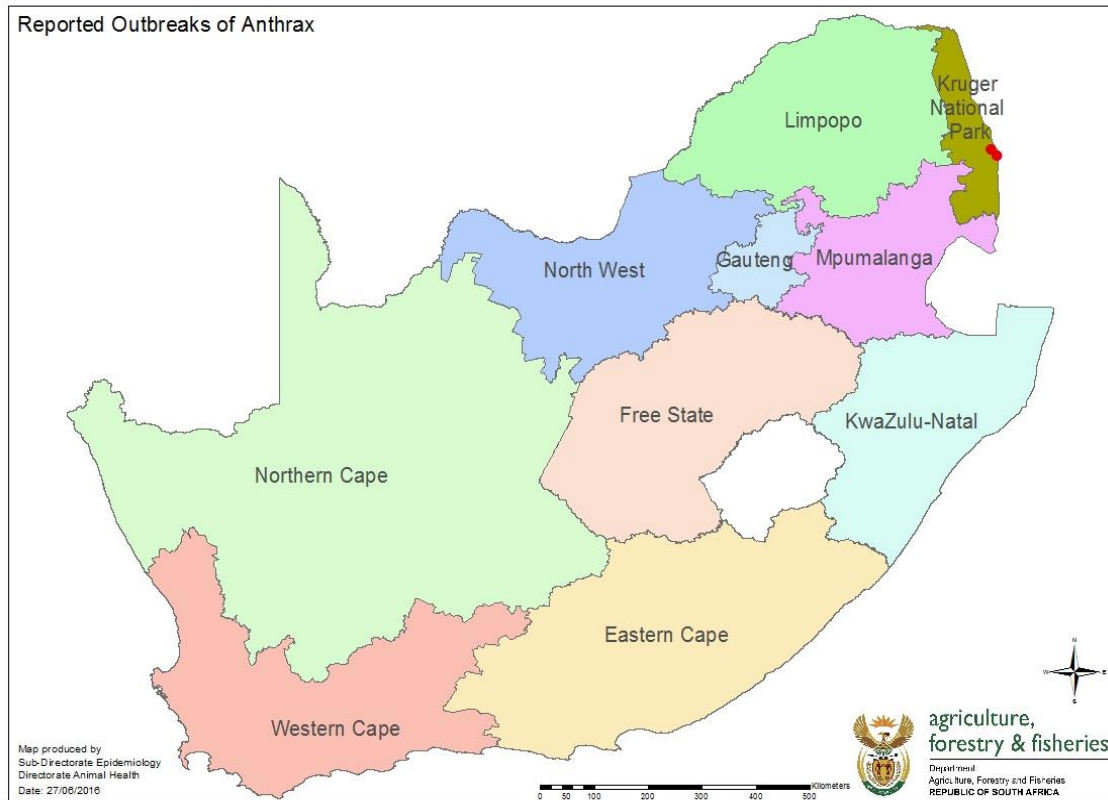 Reported Outbreaks of Anthrax
Kruger
National
Park
Limpopo
North West
Gauteng
Mpumalanga
Free State
KwaZulu-Natal
Northern Cape
Eastern Cape
Western Cape
N
W
E
S
Map produced by
Sub-Directorate Epidemiology
Directorate Animal Health
Date: 27/06/2016
Kilometers
0 50 100 200 300 400 500
agriculture,
forestry & fisheries
Department:
Agriculture, Forestry and Fisheries
REPUBLIC OF SOUTH AFRICA